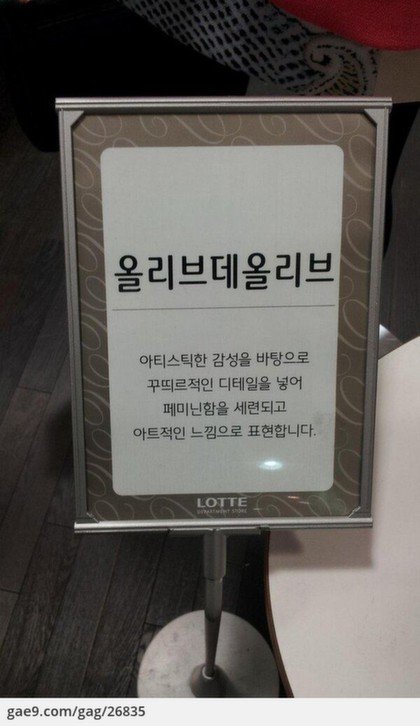 올리브데올리브
아티스틱한 감성을 바탕으로
꾸띄르적인 디테일을 넣어
페미닌함을 세련되고
아트적인 느낌으로 표현합니다.
LOTTE
DEPARTMENT STORE
gae9.com/gag/26835